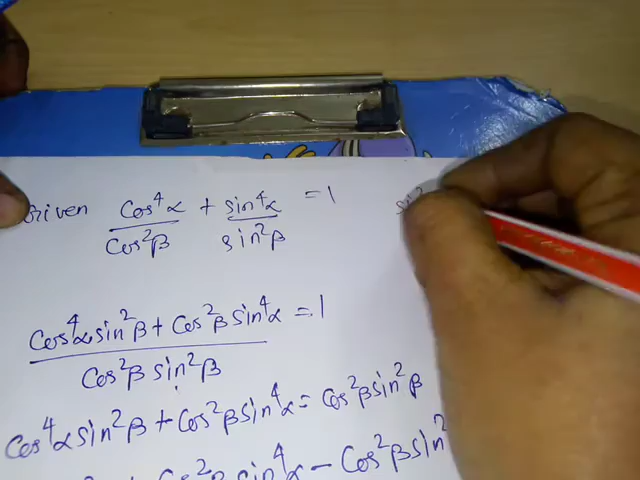 Given cos⁴α/cos²β + sin⁴α/sin²β = 1 sin²
cos⁴α sin²β + cos²β sin⁴α / cos²β sin²β = 1
cos⁴α sin²β + cos²β sin⁴α = cos²β sin²β
cos²β sin⁴α − cos²β sin²